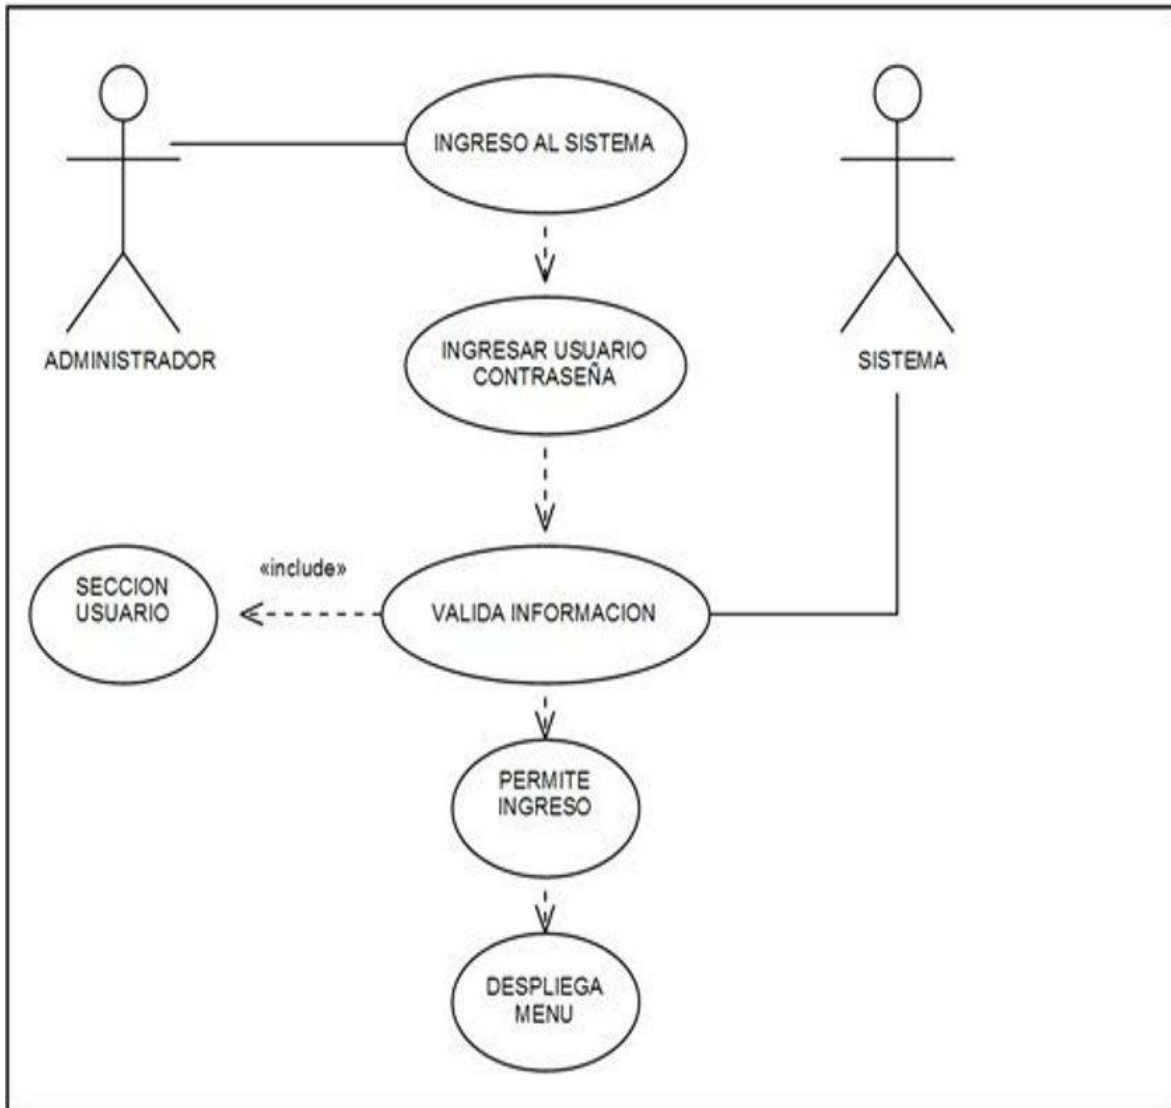 INGRESO AL SISTEMA
ADMINISTRADOR
INGRESAR USUARIO
CONTRASEÑA
SISTEMA
«include»
SECCION
USUARIO
VALIDA INFORMACION
PERMITE
INGRESO
DESPLIEGA
MENU